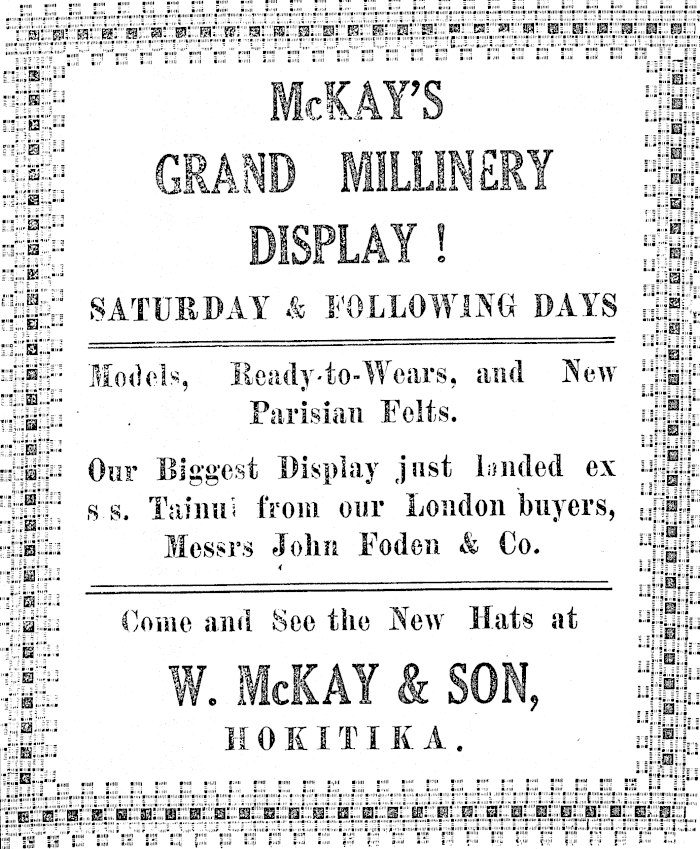 McKAY'S
GRAND MILLINERY
DISPLAY !
SATURDAY & FOLLOWING DAYS
Models, Ready-to-Wears, and New
Parisian Felts.
Our Biggest Display just landed ex
s.s. Tainui from our London buyers,
Messrs John Foden & Co.
Come and See the New Hats at
W. McKAY & SON,
HOKITIKA.